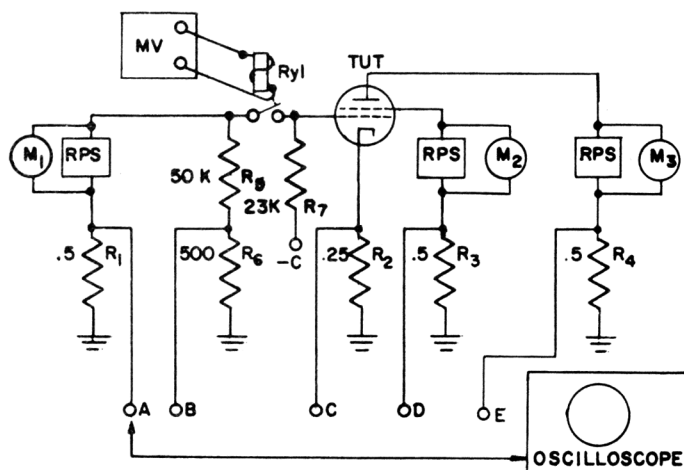 MV
Ryl
TUT
M1
RPS
50 K
R5
23K
R7
-C
.5
R1
500
R6
.25
R2
.5
R3
RPS
M2
RPS
M3
.5
R4
A
B
C
D
E
OSCILLOSCOPE